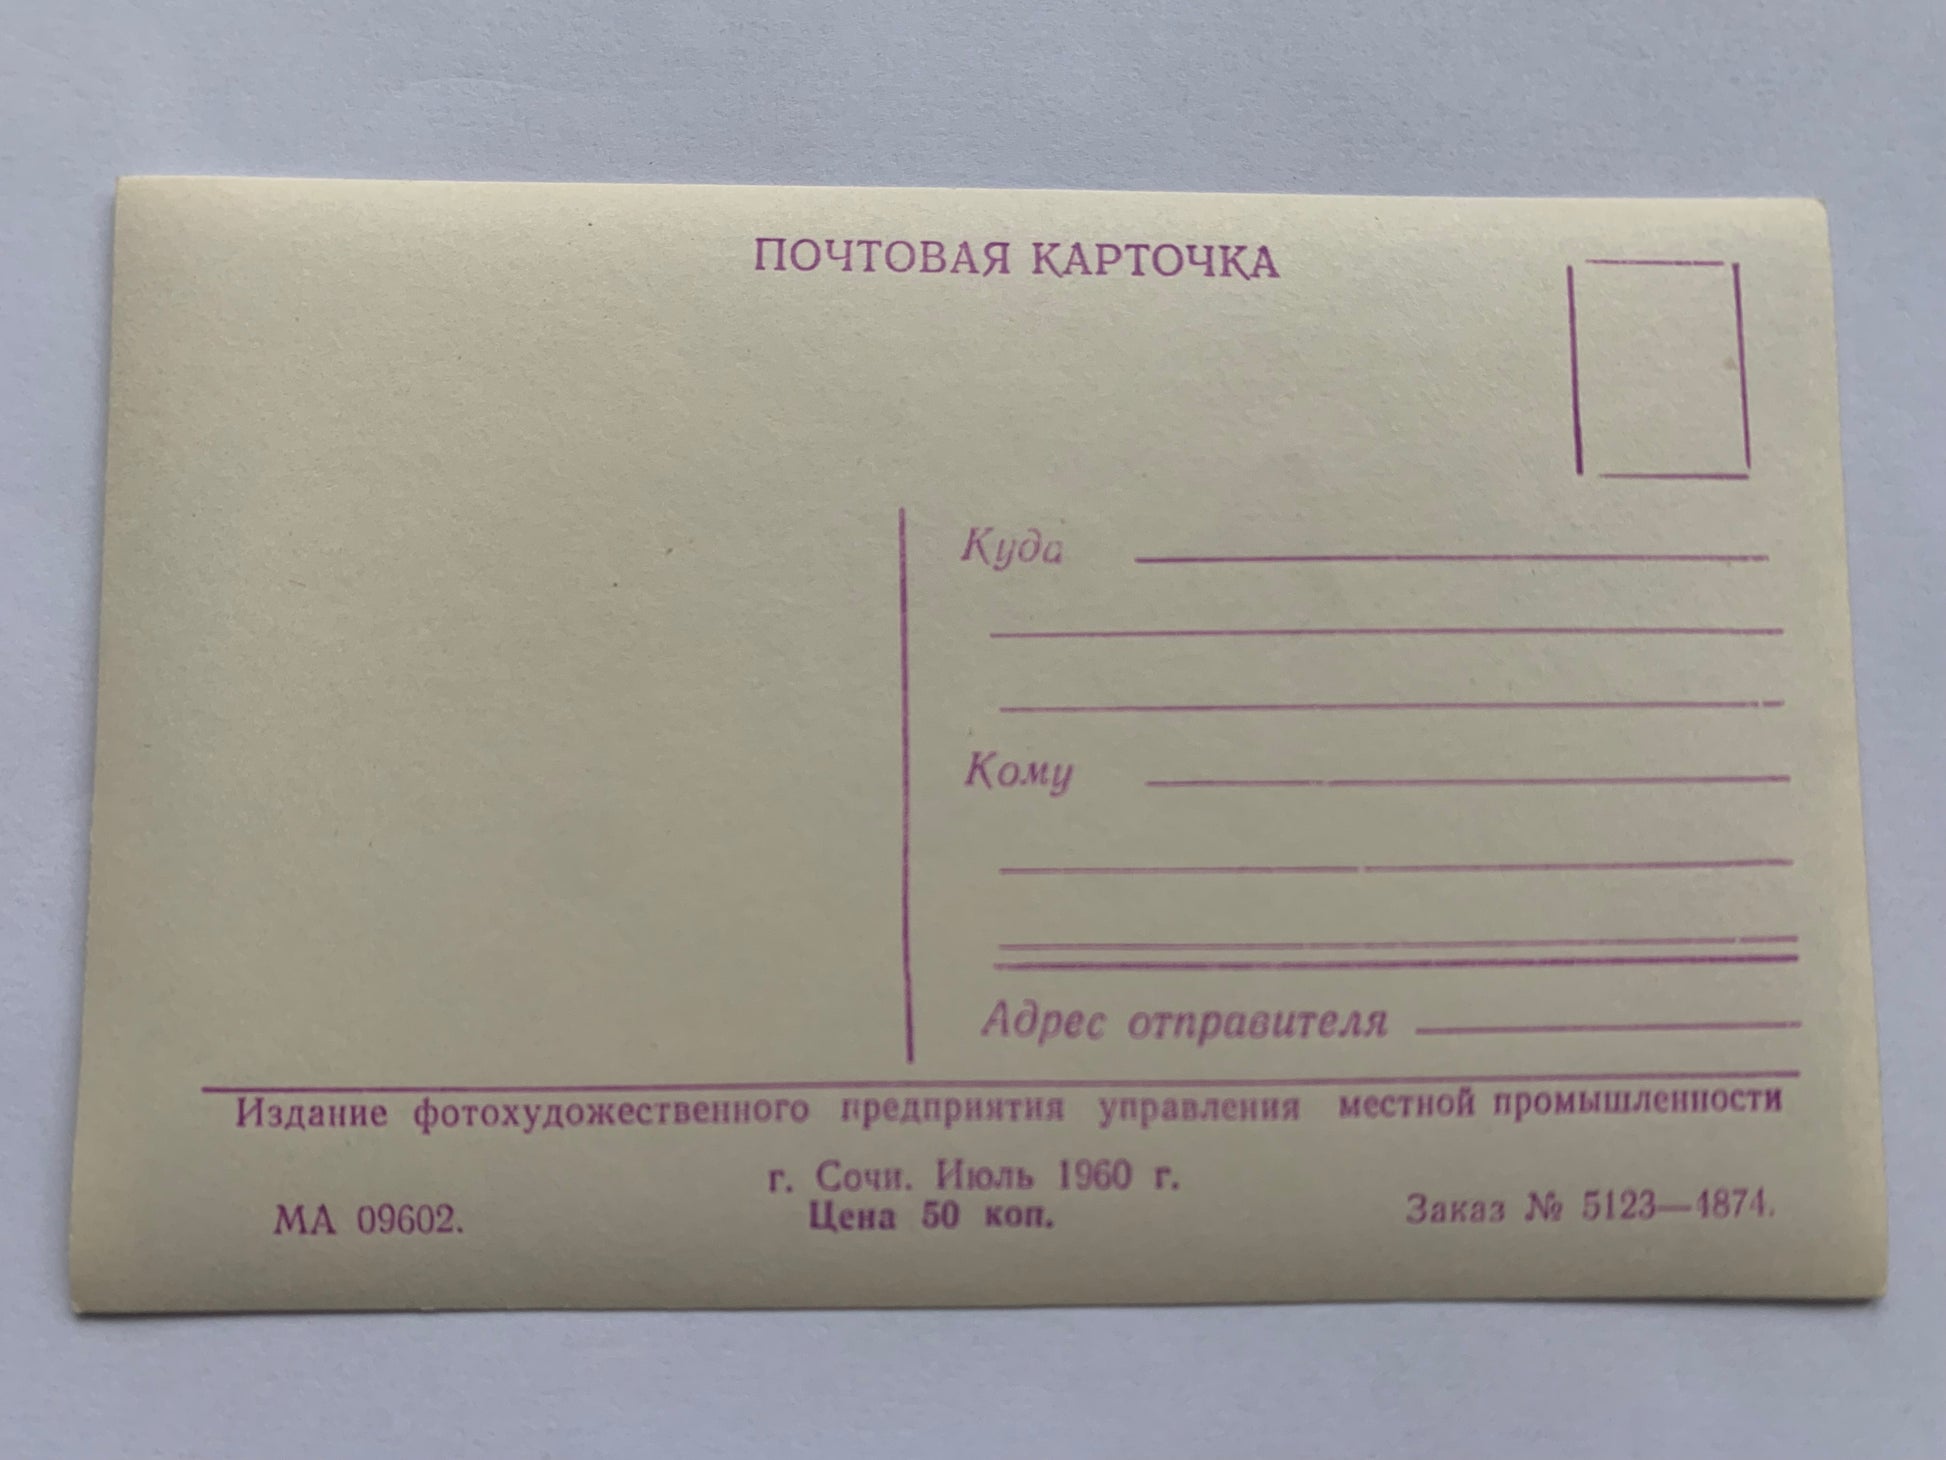 ПОЧТОВАЯ КАРТОЧКА
Куда
Кому
Адрес отправителя
Издание фотохудожественного предприятия управления местной промышленности
г. Сочи. Июль 1960 г.
МА 09602.
Цена 50 коп.
Заказ № 5123—4874.